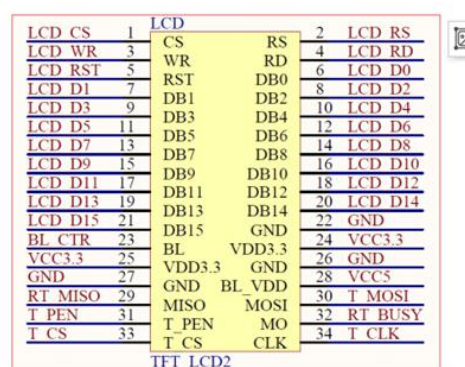 LCD
LCD CS 1 CS RS 2 LCD RS
LCD WR 3 WR RD 4 LCD RD
LCD RST 5 RST DB0 6 LCD D0
LCD D1 7 DB1 DB2 8 LCD D2
LCD D3 9 DB3 DB4 10 LCD D4
LCD D5 11 DB5 DB6 12 LCD D6
LCD D7 13 DB7 DB8 14 LCD D8
LCD D9 15 DB9 DB10 16 LCD D10
LCD D11 17 DB11 DB12 18 LCD D12
LCD D13 19 DB13 DB14 20 LCD D14
LCD D15 21 DB15 GND 22 GND
BL CTR 23 BL VDD3.3 24 VCC3.3
VCC3.3 25 VDD3.3 GND 26 GND
GND 27 GND BL_VDD 28 VCC5
RT MISO 29 MISO MOSI 30 T MOSI
T PEN 31 T_PEN MO 32 RT BUSY
T CS 33 T_CS CLK 34 T CLK
TFT_LCD2